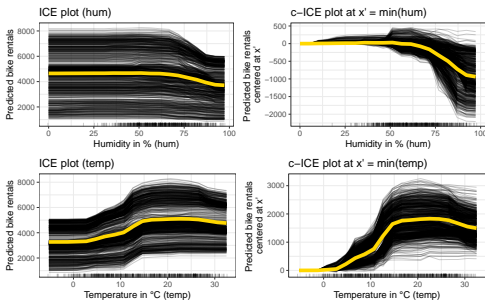 ICE plot (hum)
Predicted bike rentals
8000
6000
4000
2000
0
25
50
75
100
Humidity in % (hum)
c−ICE plot at x' = min(hum)
Predicted bike rentals
centered at x'
500
0
−500
−1000
−1500
−2000
0
25
50
75
100
Humidity in % (hum)
ICE plot (temp)
Predicted bike rentals
8000
6000
4000
2000
0
10
20
30
Temperature in °C (temp)
c−ICE plot at x' = min(temp)
Predicted bike rentals
centered at x'
3000
2000
1000
0
0
10
20
30
Temperature in °C (temp)